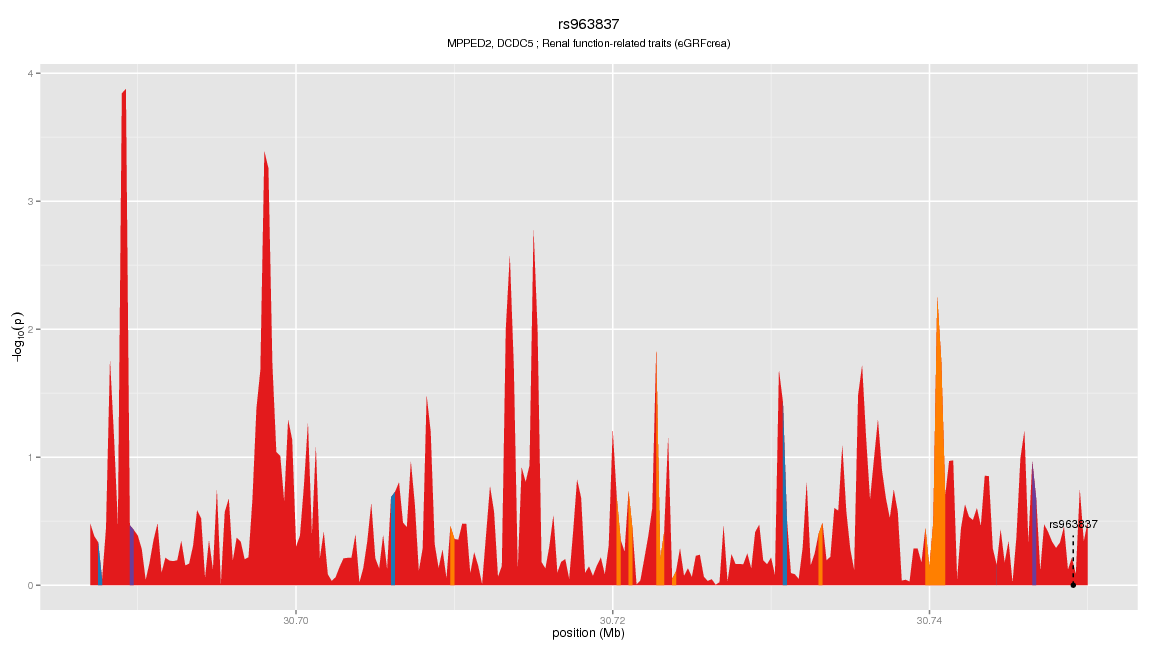 rs963837
MPPED2, DCDC5 ; Renal function-related traits (eGRFcrea)
4
3
2
1
0
−log10(p)
rs963837
30.70
30.72
30.74
position (Mb)